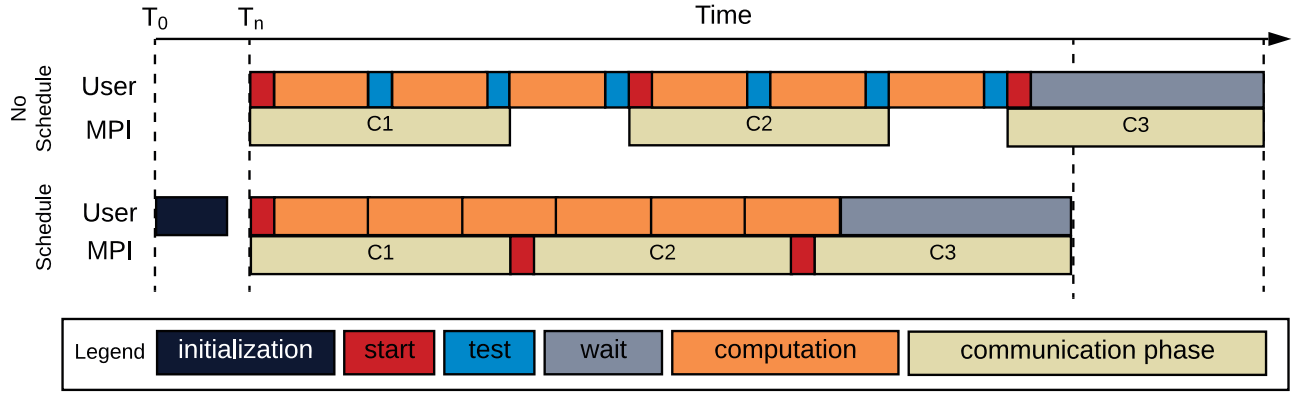 T0 Tn Time
No
Schedule
User
MPI
C1 C2 C3
Schedule
User
MPI
C1 C2 C3
Legend initialization start test wait computation communication phase